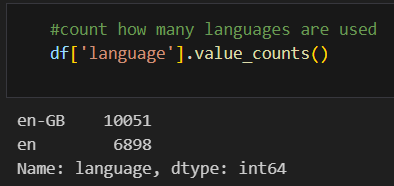 #count how many languages are used
df['language'].value_counts()
en-GB    10051
en        6898
Name: language, dtype: int64